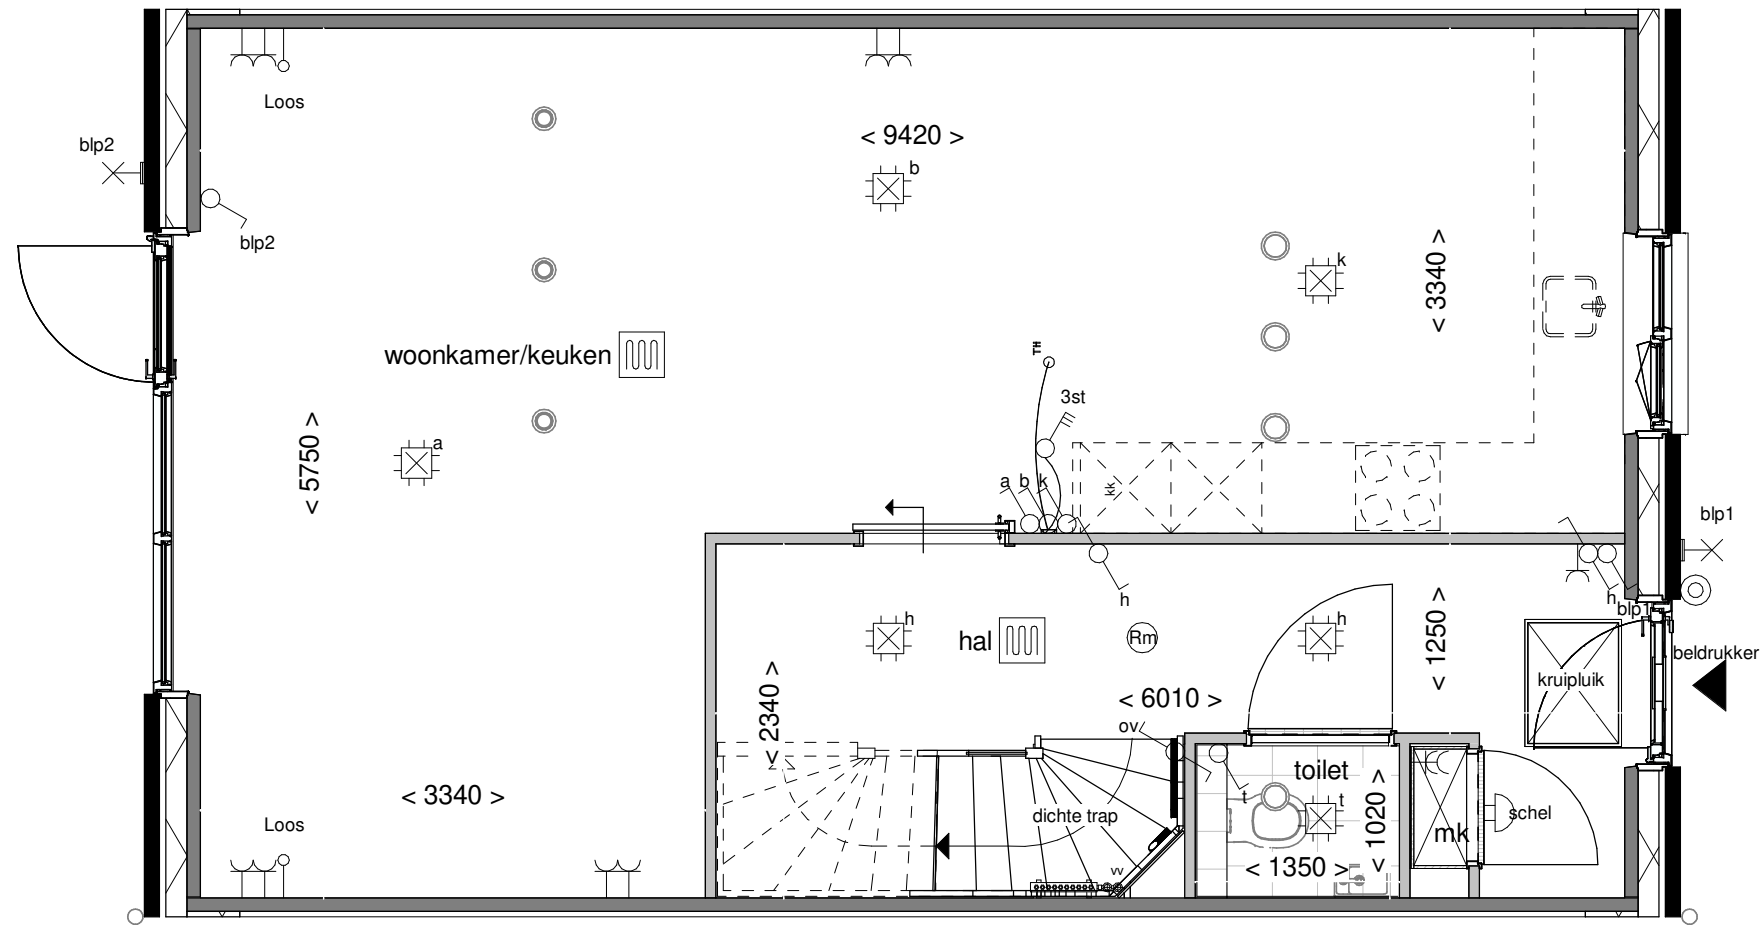 Loos
blp2
< 9420 >
b
blp2
k
< 3340 >
TH
woonkamer/keuken
3st
a
< 5750 >
a b k
kk
blp1
h
h
blp1
h
hal
Rm
h
< 1250 >
beldrukker
kruipluik
< 2340 >
< 6010 >
ov
toilet
t
t
< 3340 >
dichte trap
< 1020 >
schel
Loos
mk
vv
< 1350 >